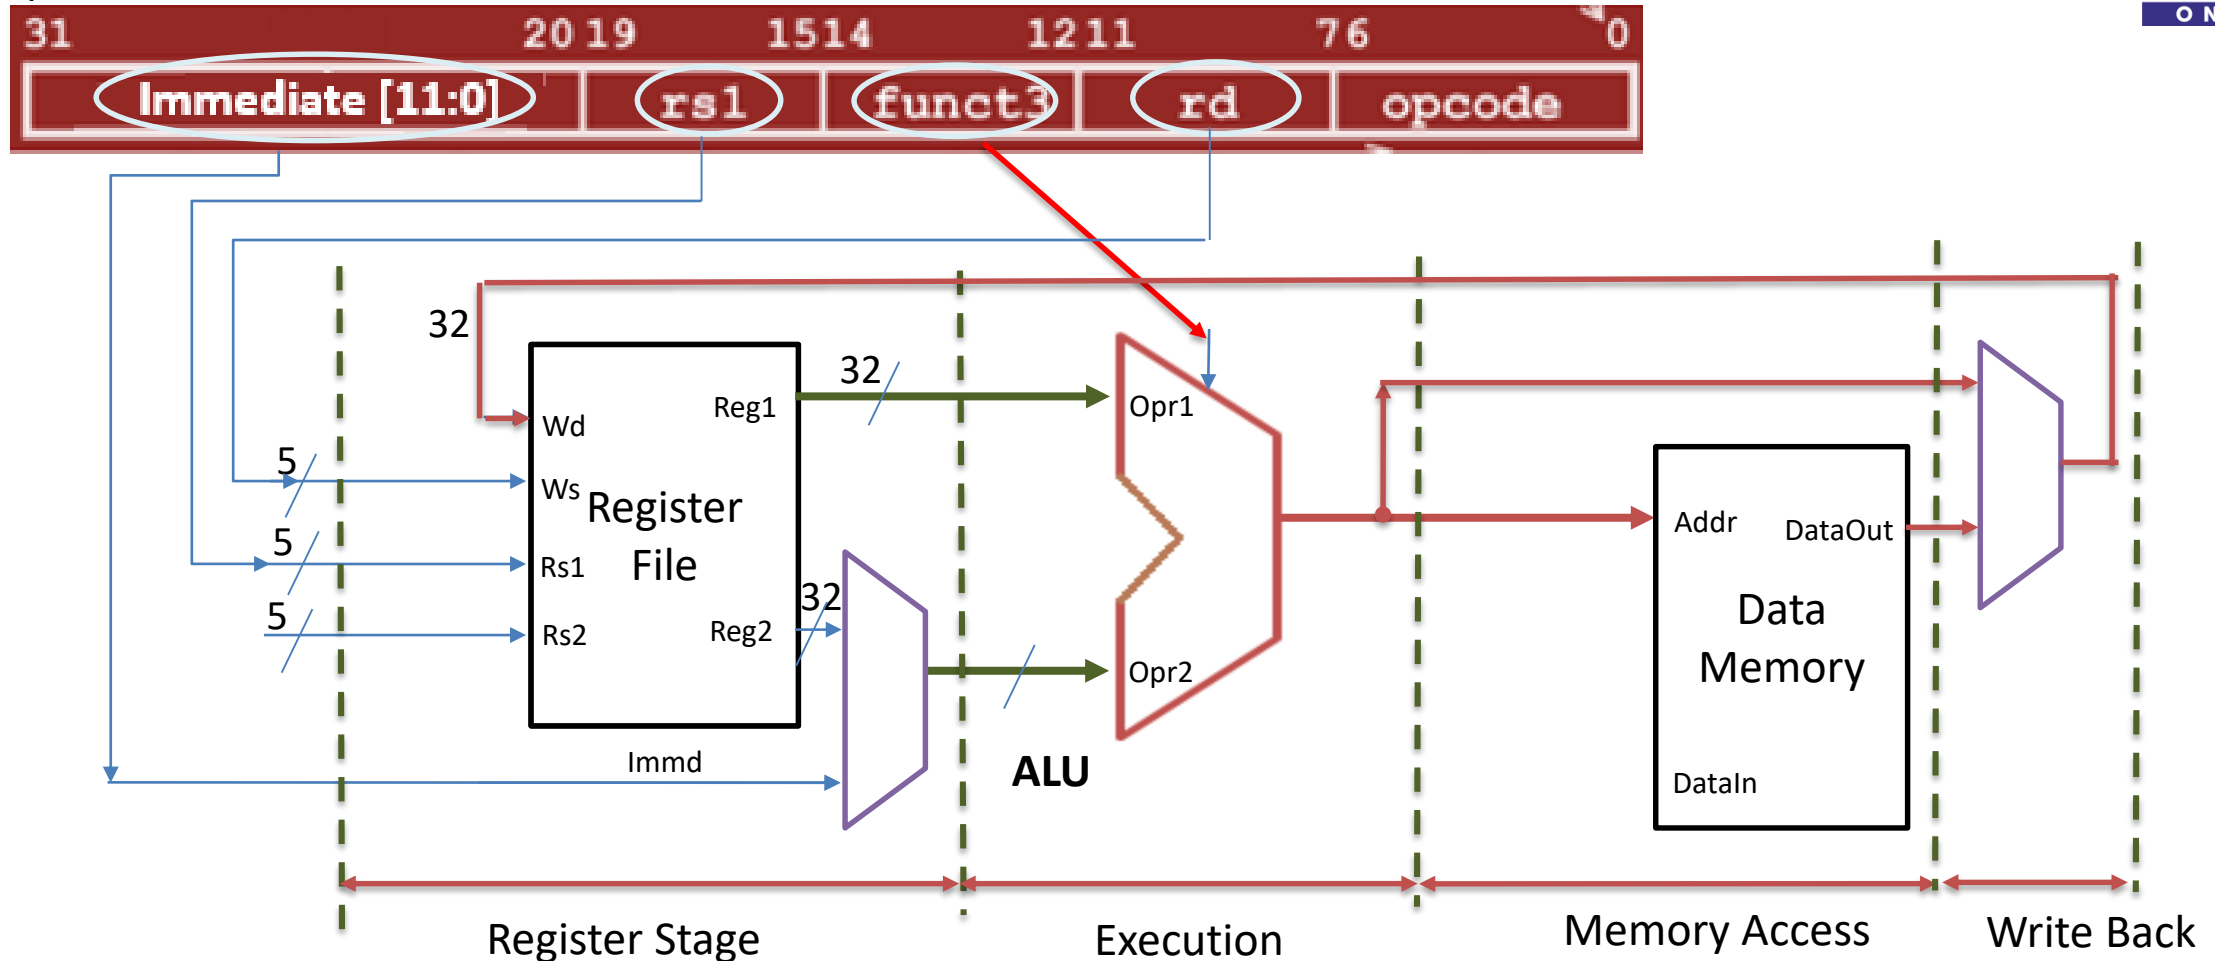 31 20 19 15 14 12 11 7 6 0
Immediate [11:0] rs1 funct3 rd opcode
O N
32
32
Reg1
Opr1
Wd
5
Ws
Register
File
5
Rs1
5
Rs2
32
Reg2
Opr2
Immd
ALU
Addr
DataOut
Data
Memory
DataIn
Register Stage
Execution
Memory Access
Write Back